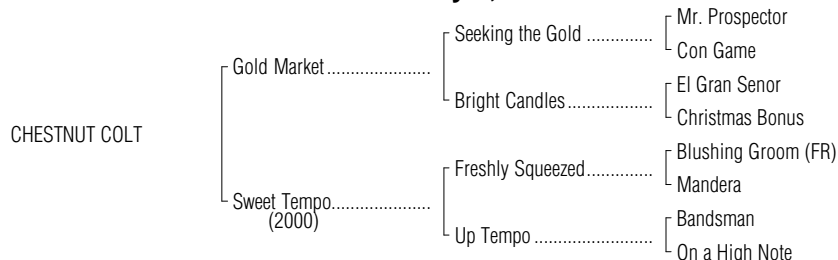 Mr. Prospector
Seeking the Gold ..............
Con Game
Gold Market......................
El Gran Senor
Bright Candles...................
Christmas Bonus
CHESTNUT COLT
Blushing Groom (FR)
Freshly Squeezed..............
Mandera
Sweet Tempo.....................
(2000)
Bandsman
Up Tempo .........................
On a High Note